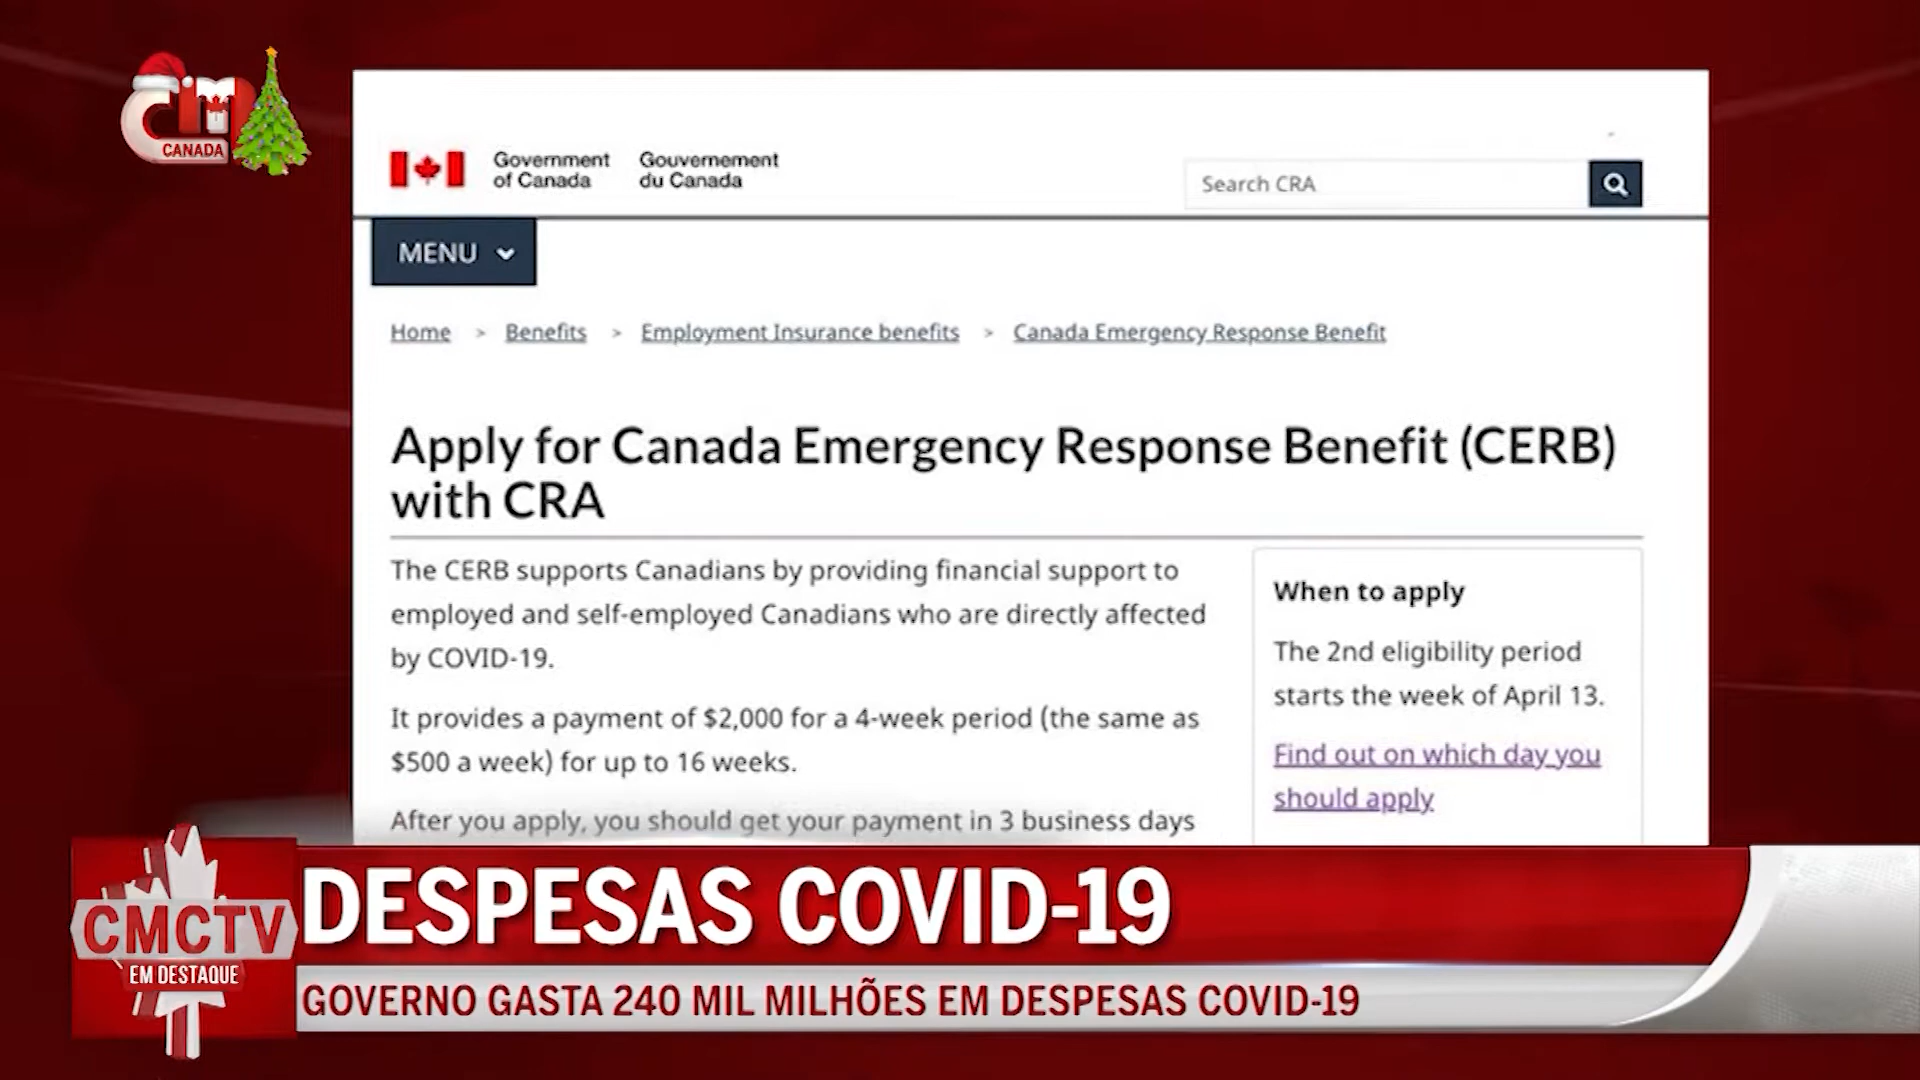 CM
CANADA
Government
of Canada
Gouvernement
du Canada
Search CRA
MENU
Home > Benefits > Employment Insurance benefits > Canada Emergency Response Benefit
Apply for Canada Emergency Response Benefit (CERB)
with CRA
The CERB supports Canadians by providing financial support to
employed and self-employed Canadians who are directly affected
by COVID-19.
It provides a payment of $2,000 for a 4-week period (the same as
$500 a week) for up to 16 weeks.
After you apply, you should get your payment in 3 business days
When to apply
The 2nd eligibility period
starts the week of April 13.
Find out on which day you
should apply
CMCTV
EM DESTAQUE
DESPESAS COVID-19
GOVERNO GASTA 240 MIL MILHÕES EM DESPESAS COVID-19